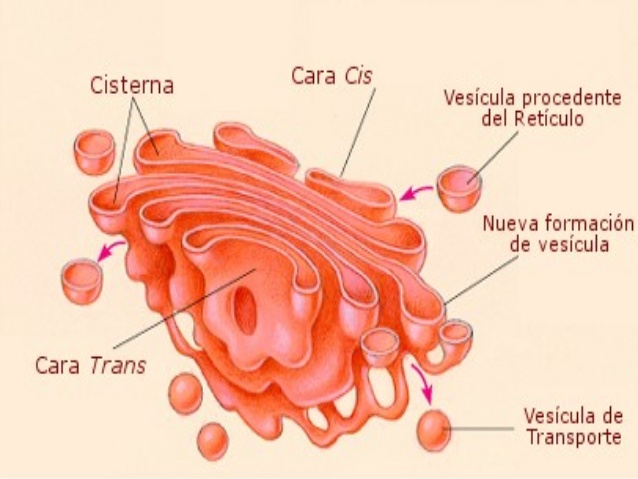 Cisterna
Cara Cis
Vesícula procedente
del Retículo
Nueva formación
de vesícula
Cara Trans
Vesícula de
Transporte